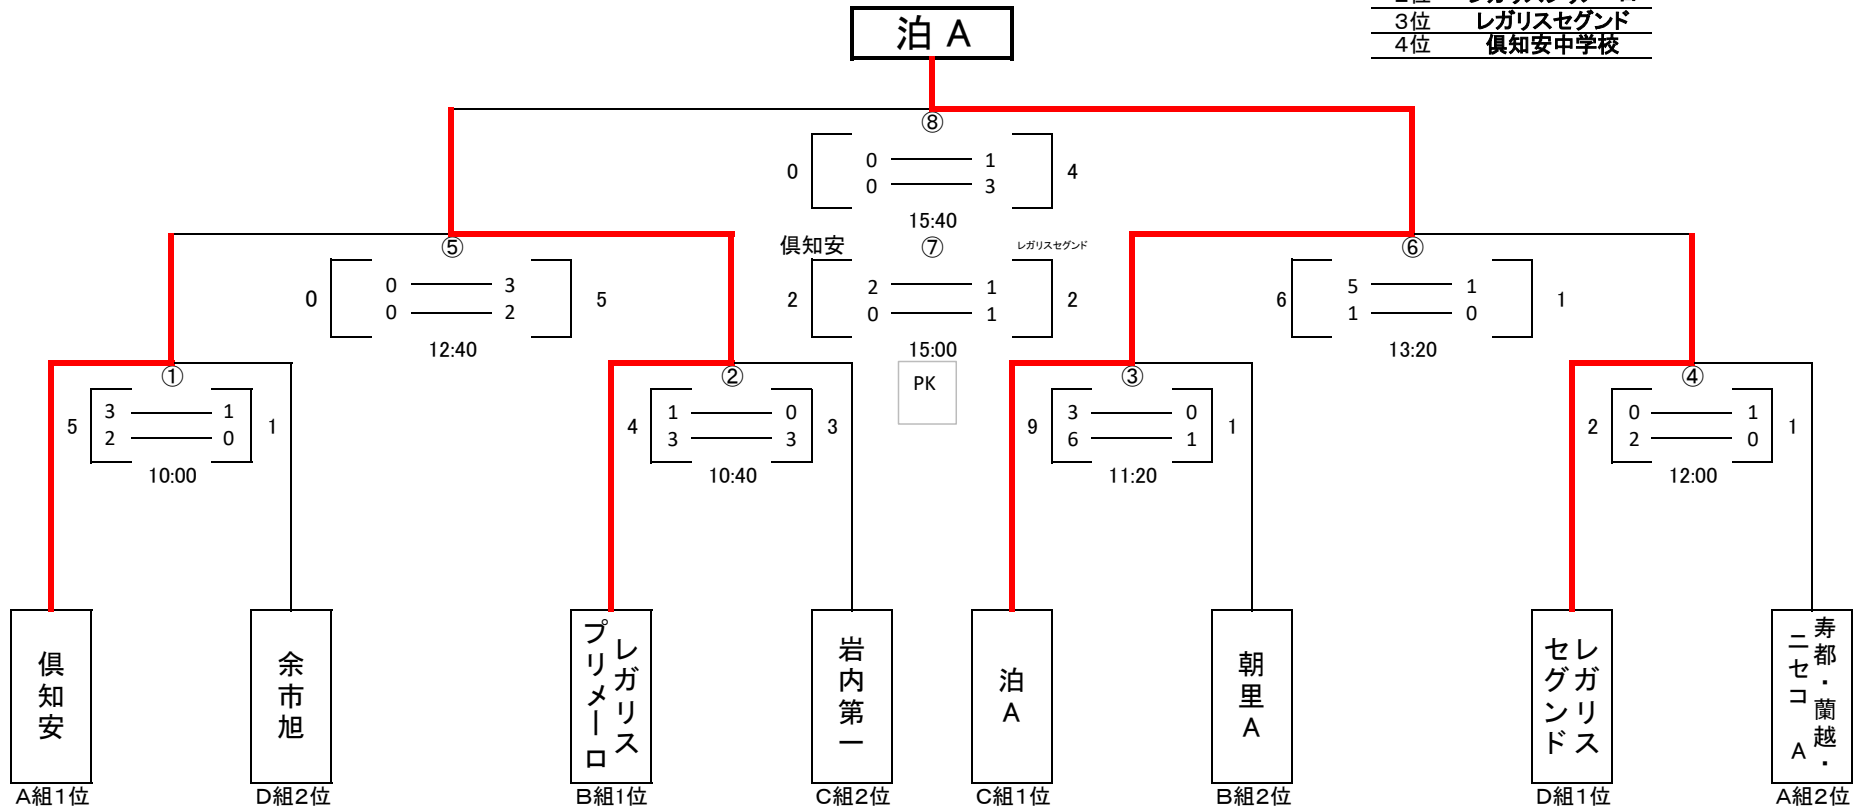 泊 A
3位 レガリスセグンド
4位 倶知安中学校
⑧
0 0 1 4
0 3
15:40
⑤
倶知安 ⑦ レガリスセグンド
⑥
0 0 3 5
0 2
12:40
2 2 1 2
0 1
15:00
6 5 1 1
1 0
13:20
PK
①
5 3 1 1
2 0
10:00
②
4 1 0 3
3 3
10:40
③
9 3 0 1
6 1
11:20
④
2 0 1 1
2 0
12:00
倶知安
余市旭
レガリス
プリメーロ
岩内第一
泊A
朝里A
レガリス
セグンド
寿都・蘭越・
ニセコ A
A組1位 D組2位 B組1位 C組2位 C組1位 B組2位 D組1位 A組2位